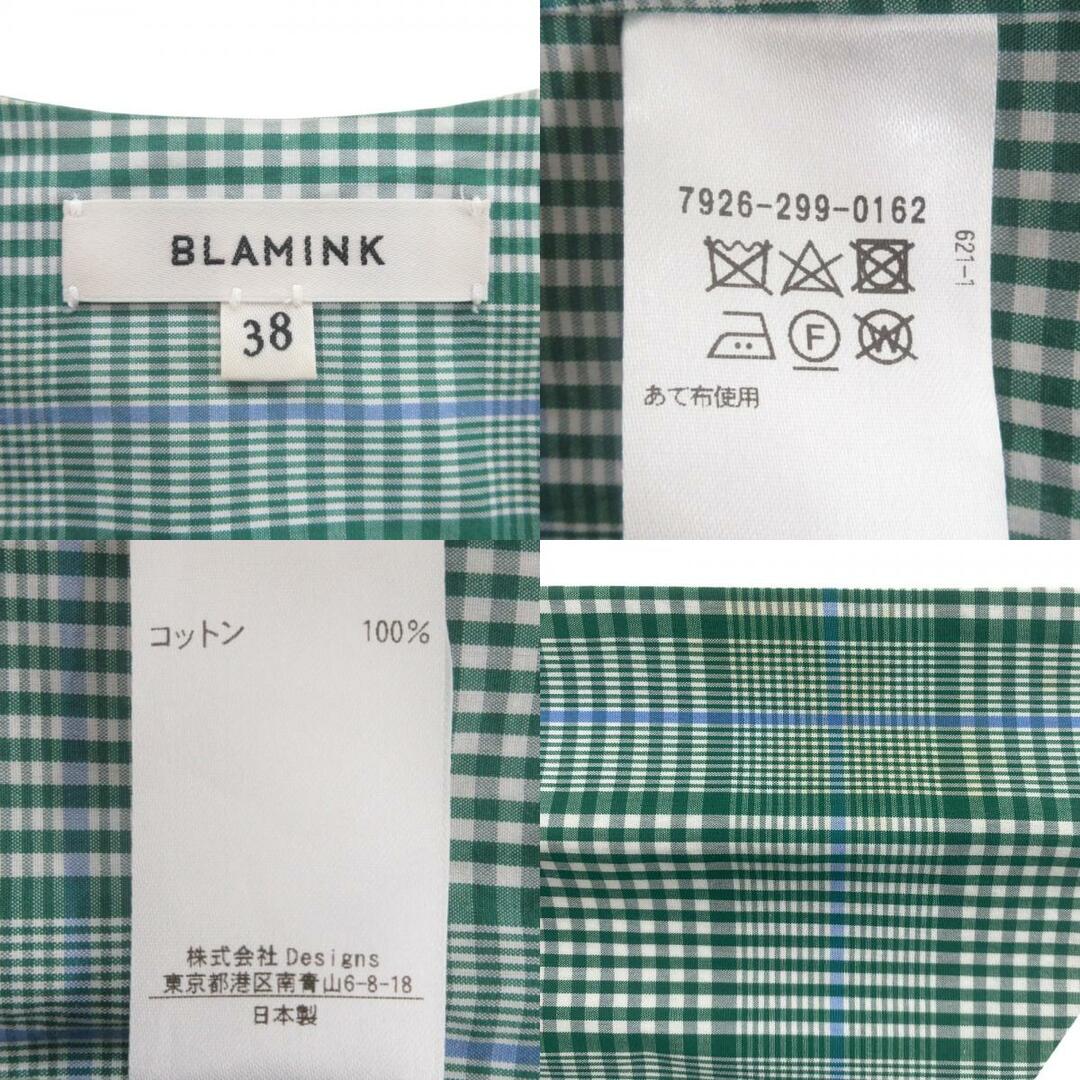 BLAMINK
38
7926-299-0162
621-1
F
W
あて布使用
コットン 100%
株式会社Designs
東京都港区南青山6-8-18
日本製